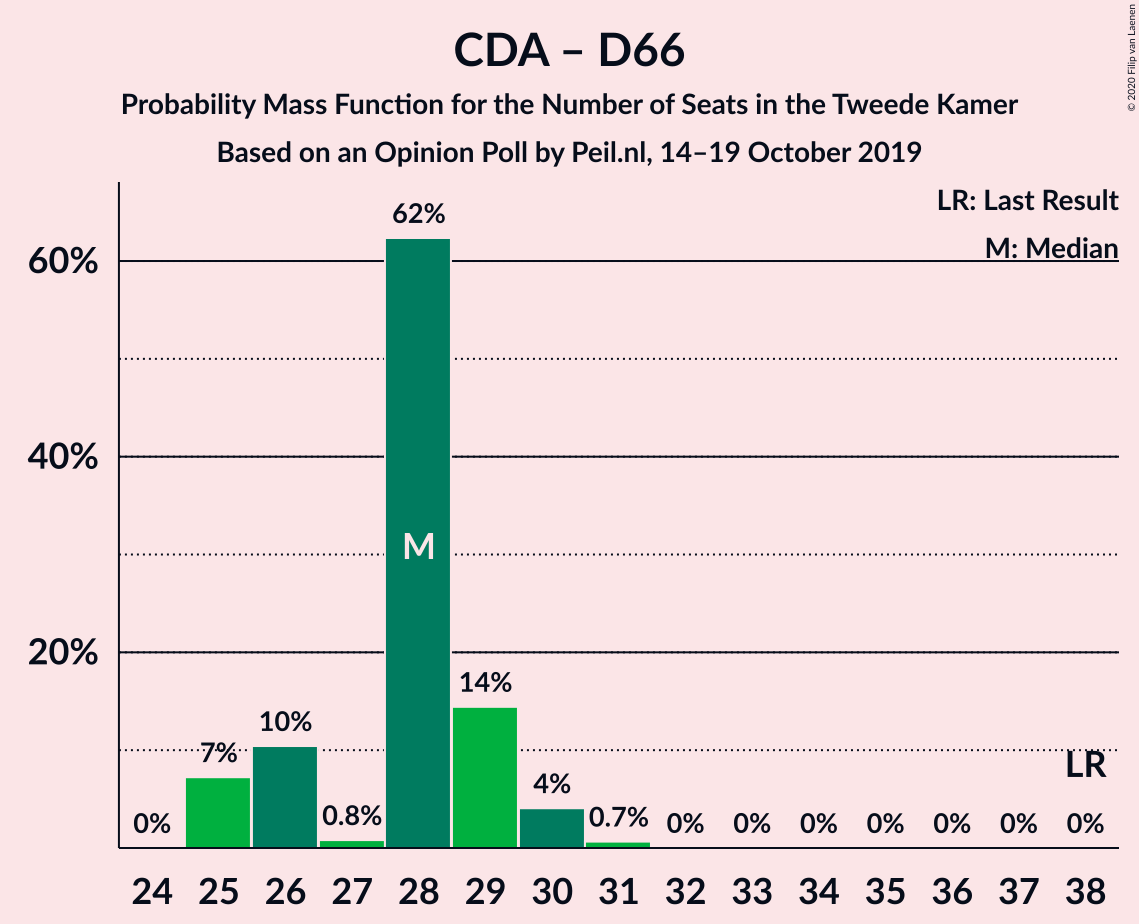 CDA – D66
Probability Mass Function for the Number of Seats in the Tweede Kamer
Based on an Opinion Poll by Peil.nl, 14–19 October 2019
© 2020 Filip van Laenen
LR: Last Result
M: Median
60%
40%
20%
0%
7%
10%
0.8%
62%
M
14%
4%
0.7%
0%
0%
0%
0%
0%
0%
0%
LR
24 25 26 27 28 29 30 31 32 33 34 35 36 37 38